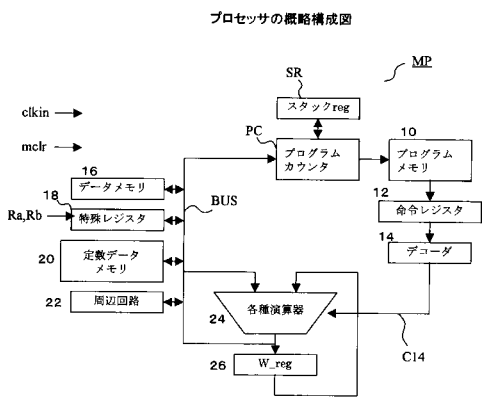 プロセッサの概略構成図
MP
SR
スタックreg
clkin
mclr
PC
プログラム
カウンタ
10
プログラム
メモリ
12
命令レジスタ
14
デコーダ
16
データメモリ
BUS
18
Ra,Rb
特殊レジスタ
20
定数データ
メモリ
22
周辺回路
24
各種演算器
C14
26
W_reg